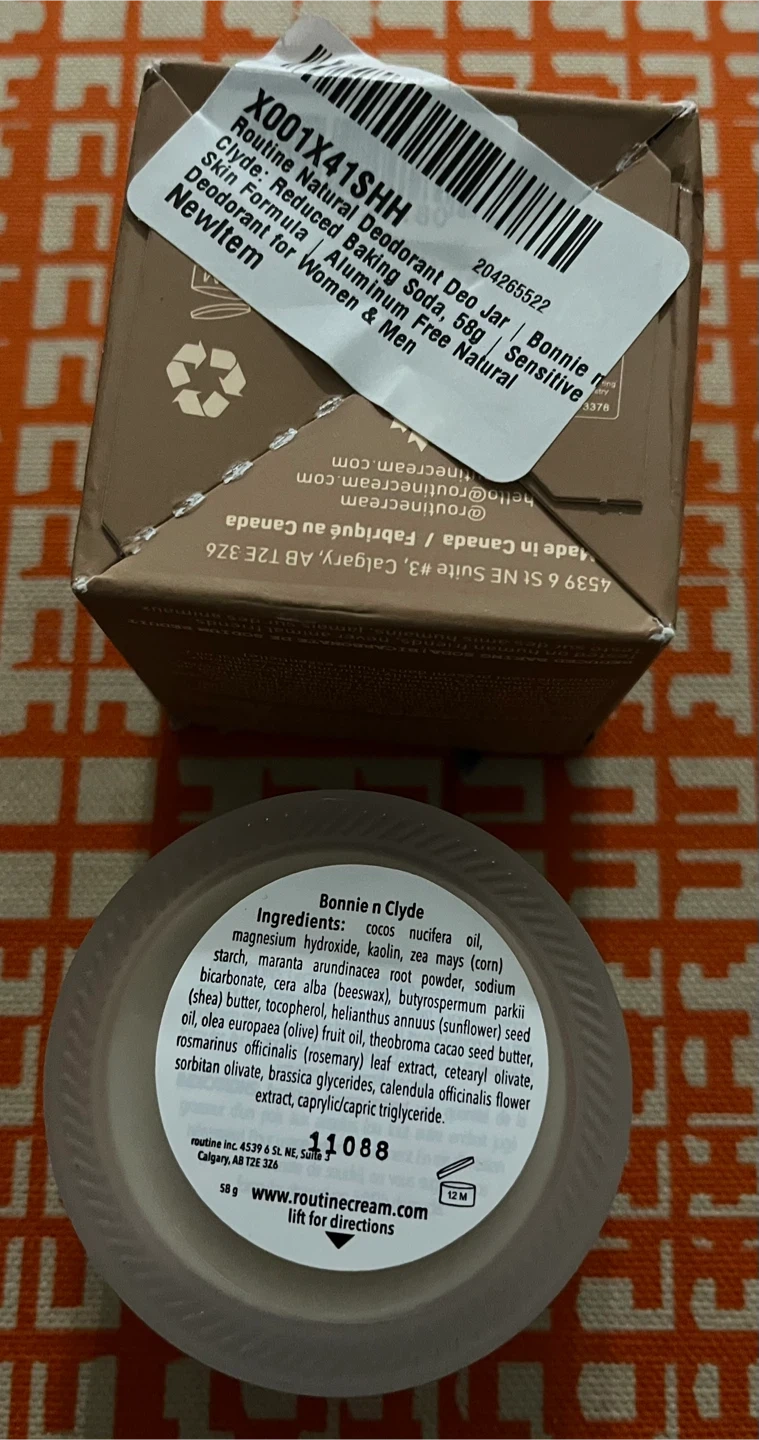 X001X41SHH
204265522
Routine Natural Deodorant Deo Jar | Bonnie n
Clyde: Reduced Baking Soda, 58g | Sensitive
Skin Formula | Aluminum Free Natural
Deodorant for Women & Men
NewItem
3378
routinecream.com
hello@routinecream.com
@routinecream
Made in Canada / Fabriqué au Canada
4539 6 St NE Suite #3, Calgary, AB T2E 3Z6
Bonnie n Clyde
Ingredients: cocos nucifera oil,
magnesium hydroxide, kaolin, zea mays (corn)
starch, maranta arundinacea root powder, sodium
bicarbonate, cera alba (beeswax), butyrospermum parkii
(shea) butter, tocopherol, helianthus annuus (sunflower) seed
oil, olea europaea (olive) fruit oil, theobroma cacao seed butter,
rosmarinus officinalis (rosemary) leaf extract, cetearyl olivate,
sorbitan olivate, brassica glycerides, calendula officinalis flower
extract, caprylic/capric triglyceride.
11088
routine inc. 4539 6 St. NE, Suite 3
Calgary, AB T2E 3Z6
12 M
58 g www.routinecream.com
lift for directions